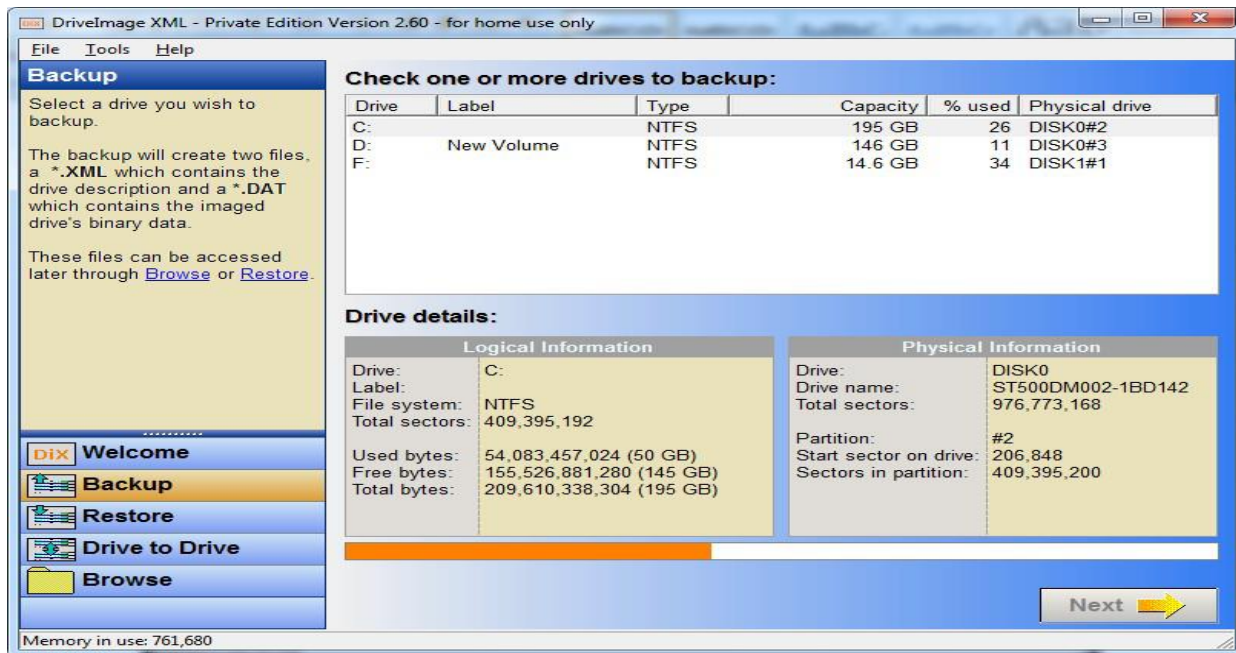 DriveImage XML - Private Edition Version 2.60 - for home use only
File Tools Help
Backup
Select a drive you wish to
backup.
The backup will create two files,
a *.XML which contains the
drive description and a *.DAT
which contains the imaged
drive's binary data.
These files can be accessed
later through Browse or Restore.
DiX Welcome
Backup
Restore
Drive to Drive
Browse
Check one or more drives to backup:
Drive Label Type Capacity % used Physical drive
C: NTFS 195 GB 26 DISK0#2
D: New Volume NTFS 146 GB 11 DISK0#3
F: NTFS 14.6 GB 34 DISK1#1
Drive details:
Logical Information
Drive: C:
Label:
File system: NTFS
Total sectors: 409,395,192
Used bytes: 54,083,457,024 (50 GB)
Free bytes: 155,526,881,280 (145 GB)
Total bytes: 209,610,338,304 (195 GB)
Physical Information
Drive: DISK0
Drive name: ST500DM002-1BD142
Total sectors: 976,773,168
Partition: #2
Start sector on drive: 206,848
Sectors in partition: 409,395,200
Next
Memory in use: 761,680